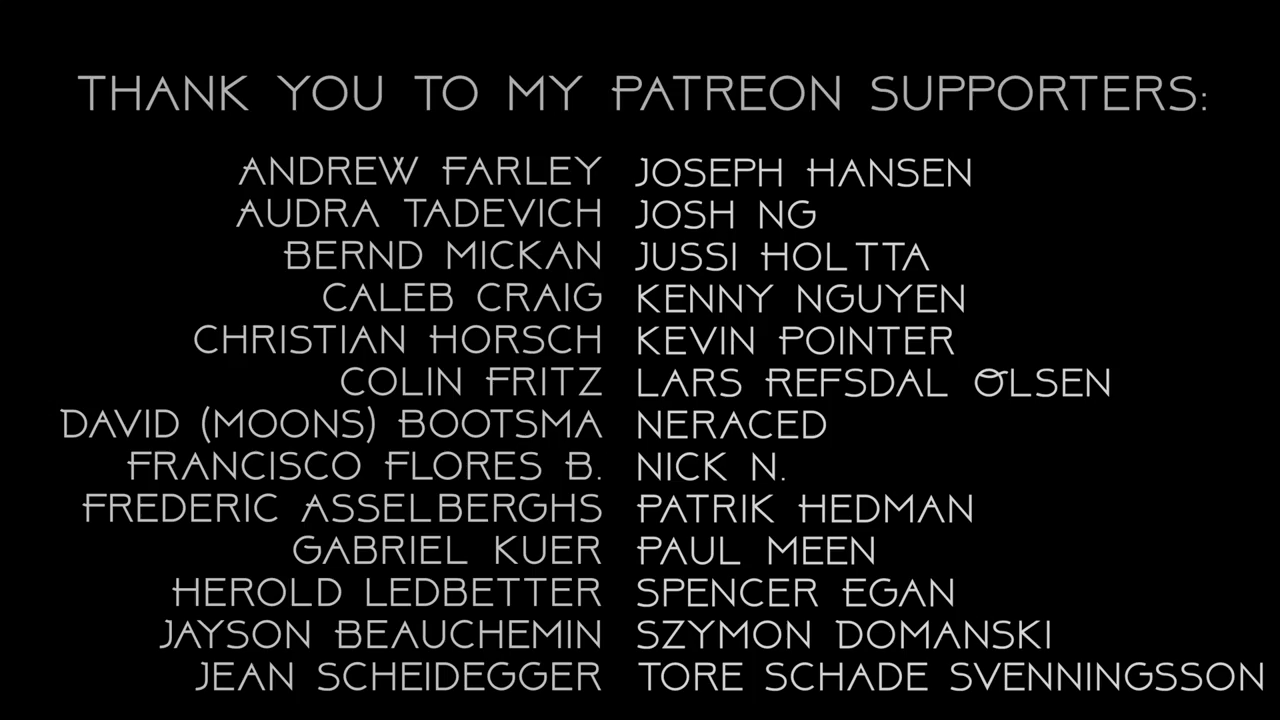 THANK YOU TO MY PATREON SUPPORTERS:
ANDREW FARLEY
AUDRA TADEVICH
BERND MICKAN
CALEB CRAIG
CHRISTIAN HORSCH
COLIN FRITZ
DAVID (MOONS) BOOTSMA
FRANCISCO FLORES B.
FREDERIC ASSELBERGHS
GABRIEL KUER
HEROLD LEDBETTER
JAYSON BEAUCHEMIN
JEAN SCHEIDEGGER
JOSEPH HANSEN
JOSH NG
JUSSI HOLTTA
KENNY NGUYEN
KEVIN POINTER
LARS REFSDAL OLSEN
NERACED
NICK N.
PATRIK HEDMAN
PAUL MEEN
SPENCER EGAN
SZYMON DOMANSKI
TORE SCHADE SVENNINGSSON